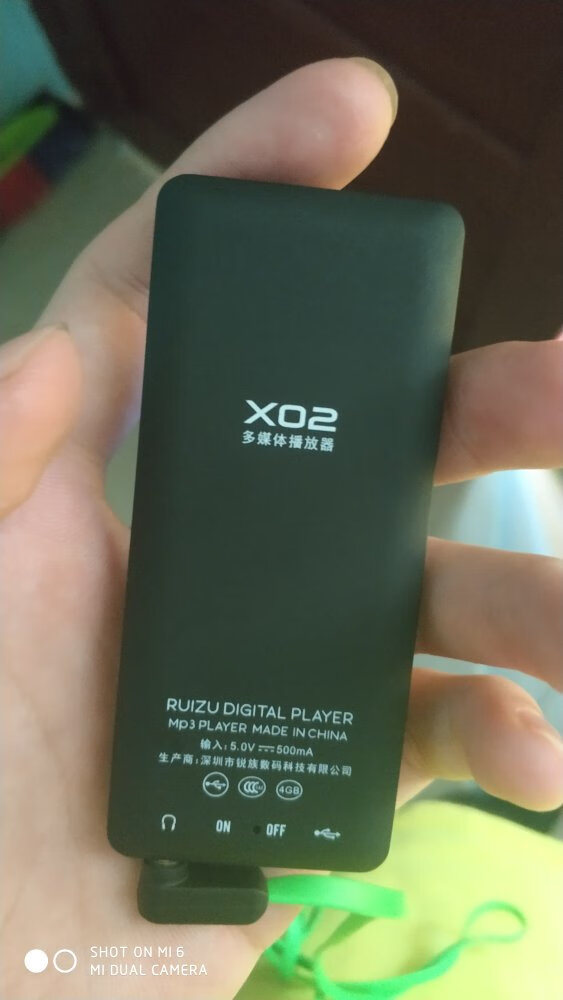 X02
多媒体播放器
RUIZU DIGITAL PLAYER
Mp3 PLAYER MADE IN CHINA
输入:5.0V⎓500mA
生产商:深圳市锐族数码科技有限公司
CCC 4GB
ON OFF
SHOT ON MI 6
MI DUAL CAMERA